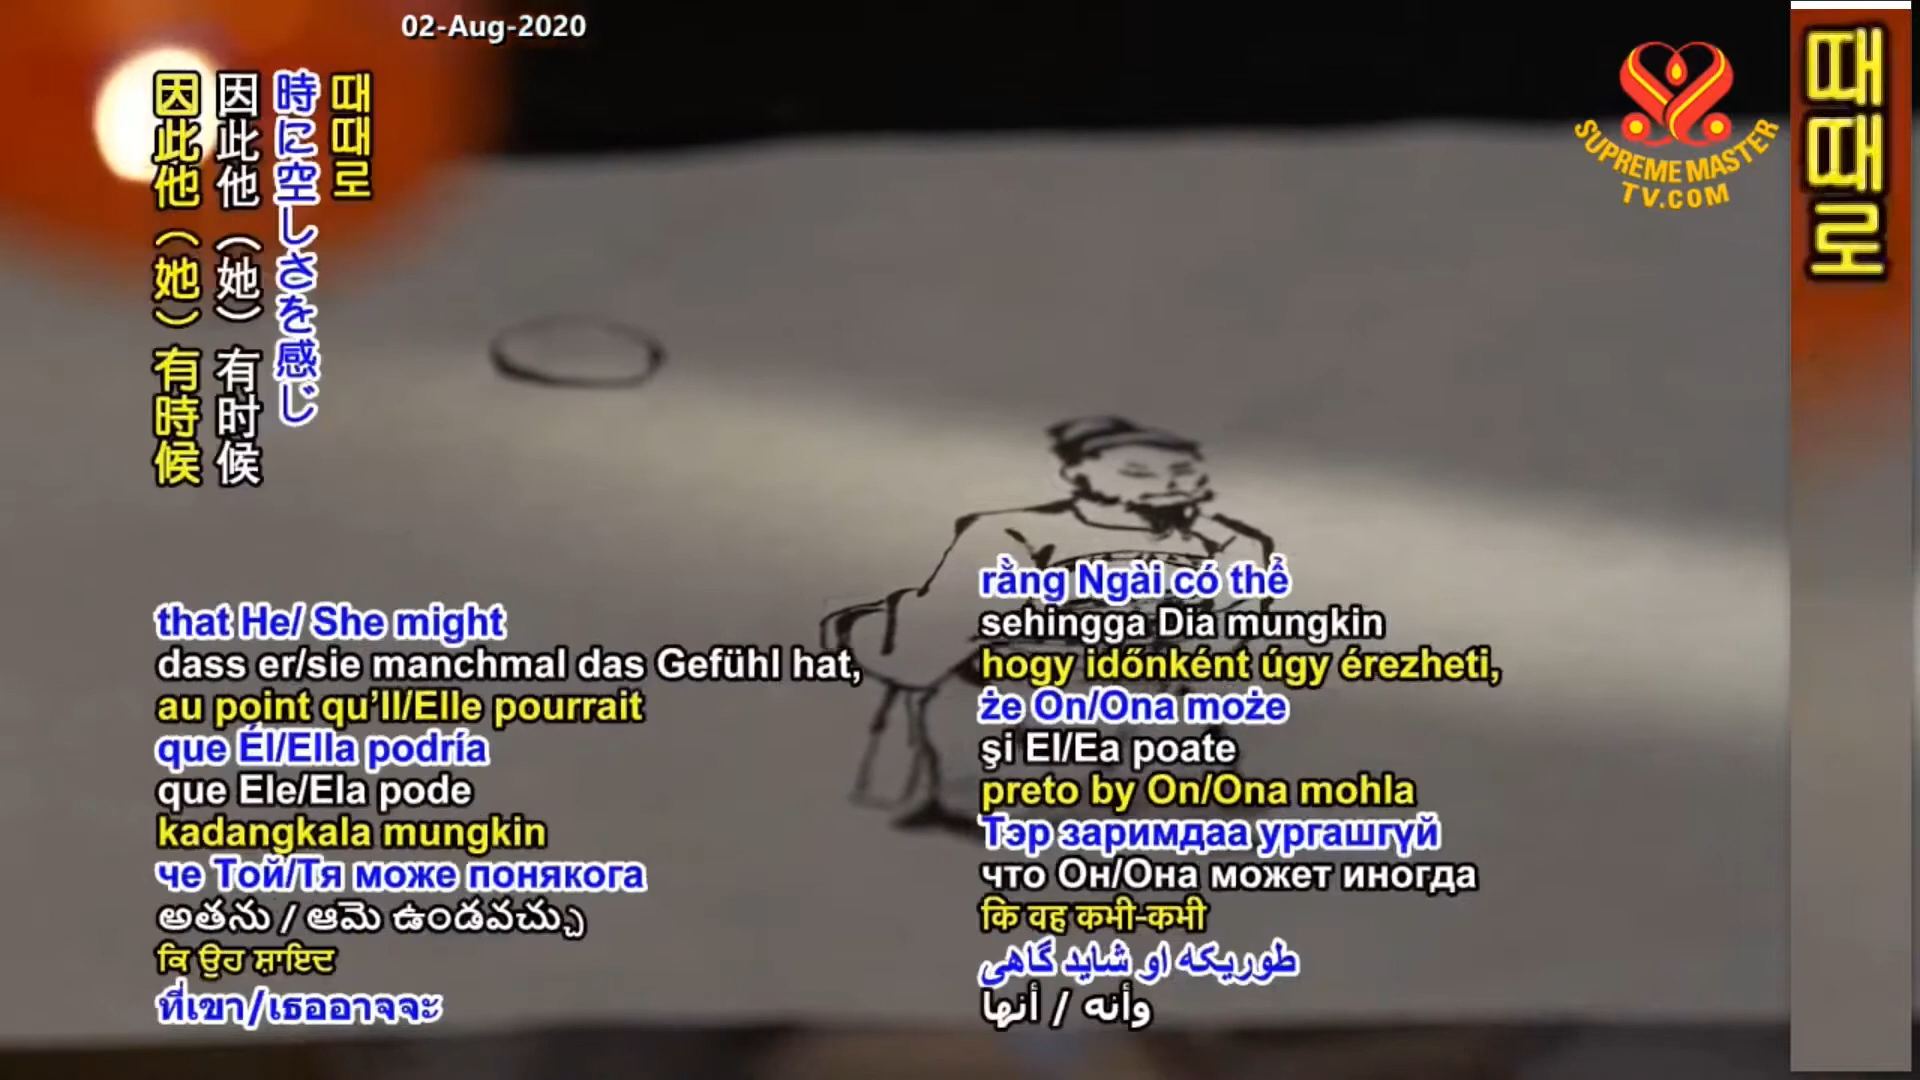 02-Aug-2020
때때로
時に空しさを感じ
因此他（她）有时候
因此他（她）有時候
SUPREME MASTER
TV.COM
때때로
that He/ She might
dass er/sie manchmal das Gefühl hat,
au point qu’Il/Elle pourrait
que Él/Ella podría
que Ele/Ela pode
kadangkala mungkin
че Той/Тя може понякога
అతను / ఆమె ఉండవచ్చు
ਕਿ ਉਹ ਸ਼ਾਇਦ
ที่เขา/เธออาจจะ
rằng Ngài có thể
sehingga Dia mungkin
hogy időnként úgy érezheti,
że On/Ona może
şi El/Ea poate
preto by On/Ona mohla
Тэр заримдаа ургашгүй
что Он/Она может иногда
कि वह कभी-कभी
طوریکه او شاید گاهی
وأنه / أنها